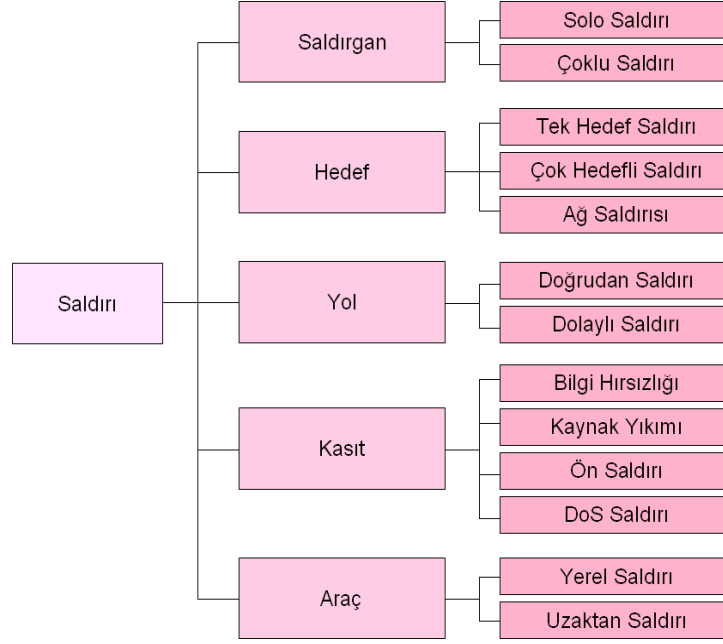 Saldırı
Saldırgan
Solo Saldırı
Çoklu Saldırı
Hedef
Tek Hedef Saldırı
Çok Hedefli Saldırı
Ağ Saldırısı
Yol
Doğrudan Saldırı
Dolaylı Saldırı
Kasıt
Bilgi Hırsızlığı
Kaynak Yıkımı
Ön Saldırı
DoS Saldırı
Araç
Yerel Saldırı
Uzaktan Saldırı